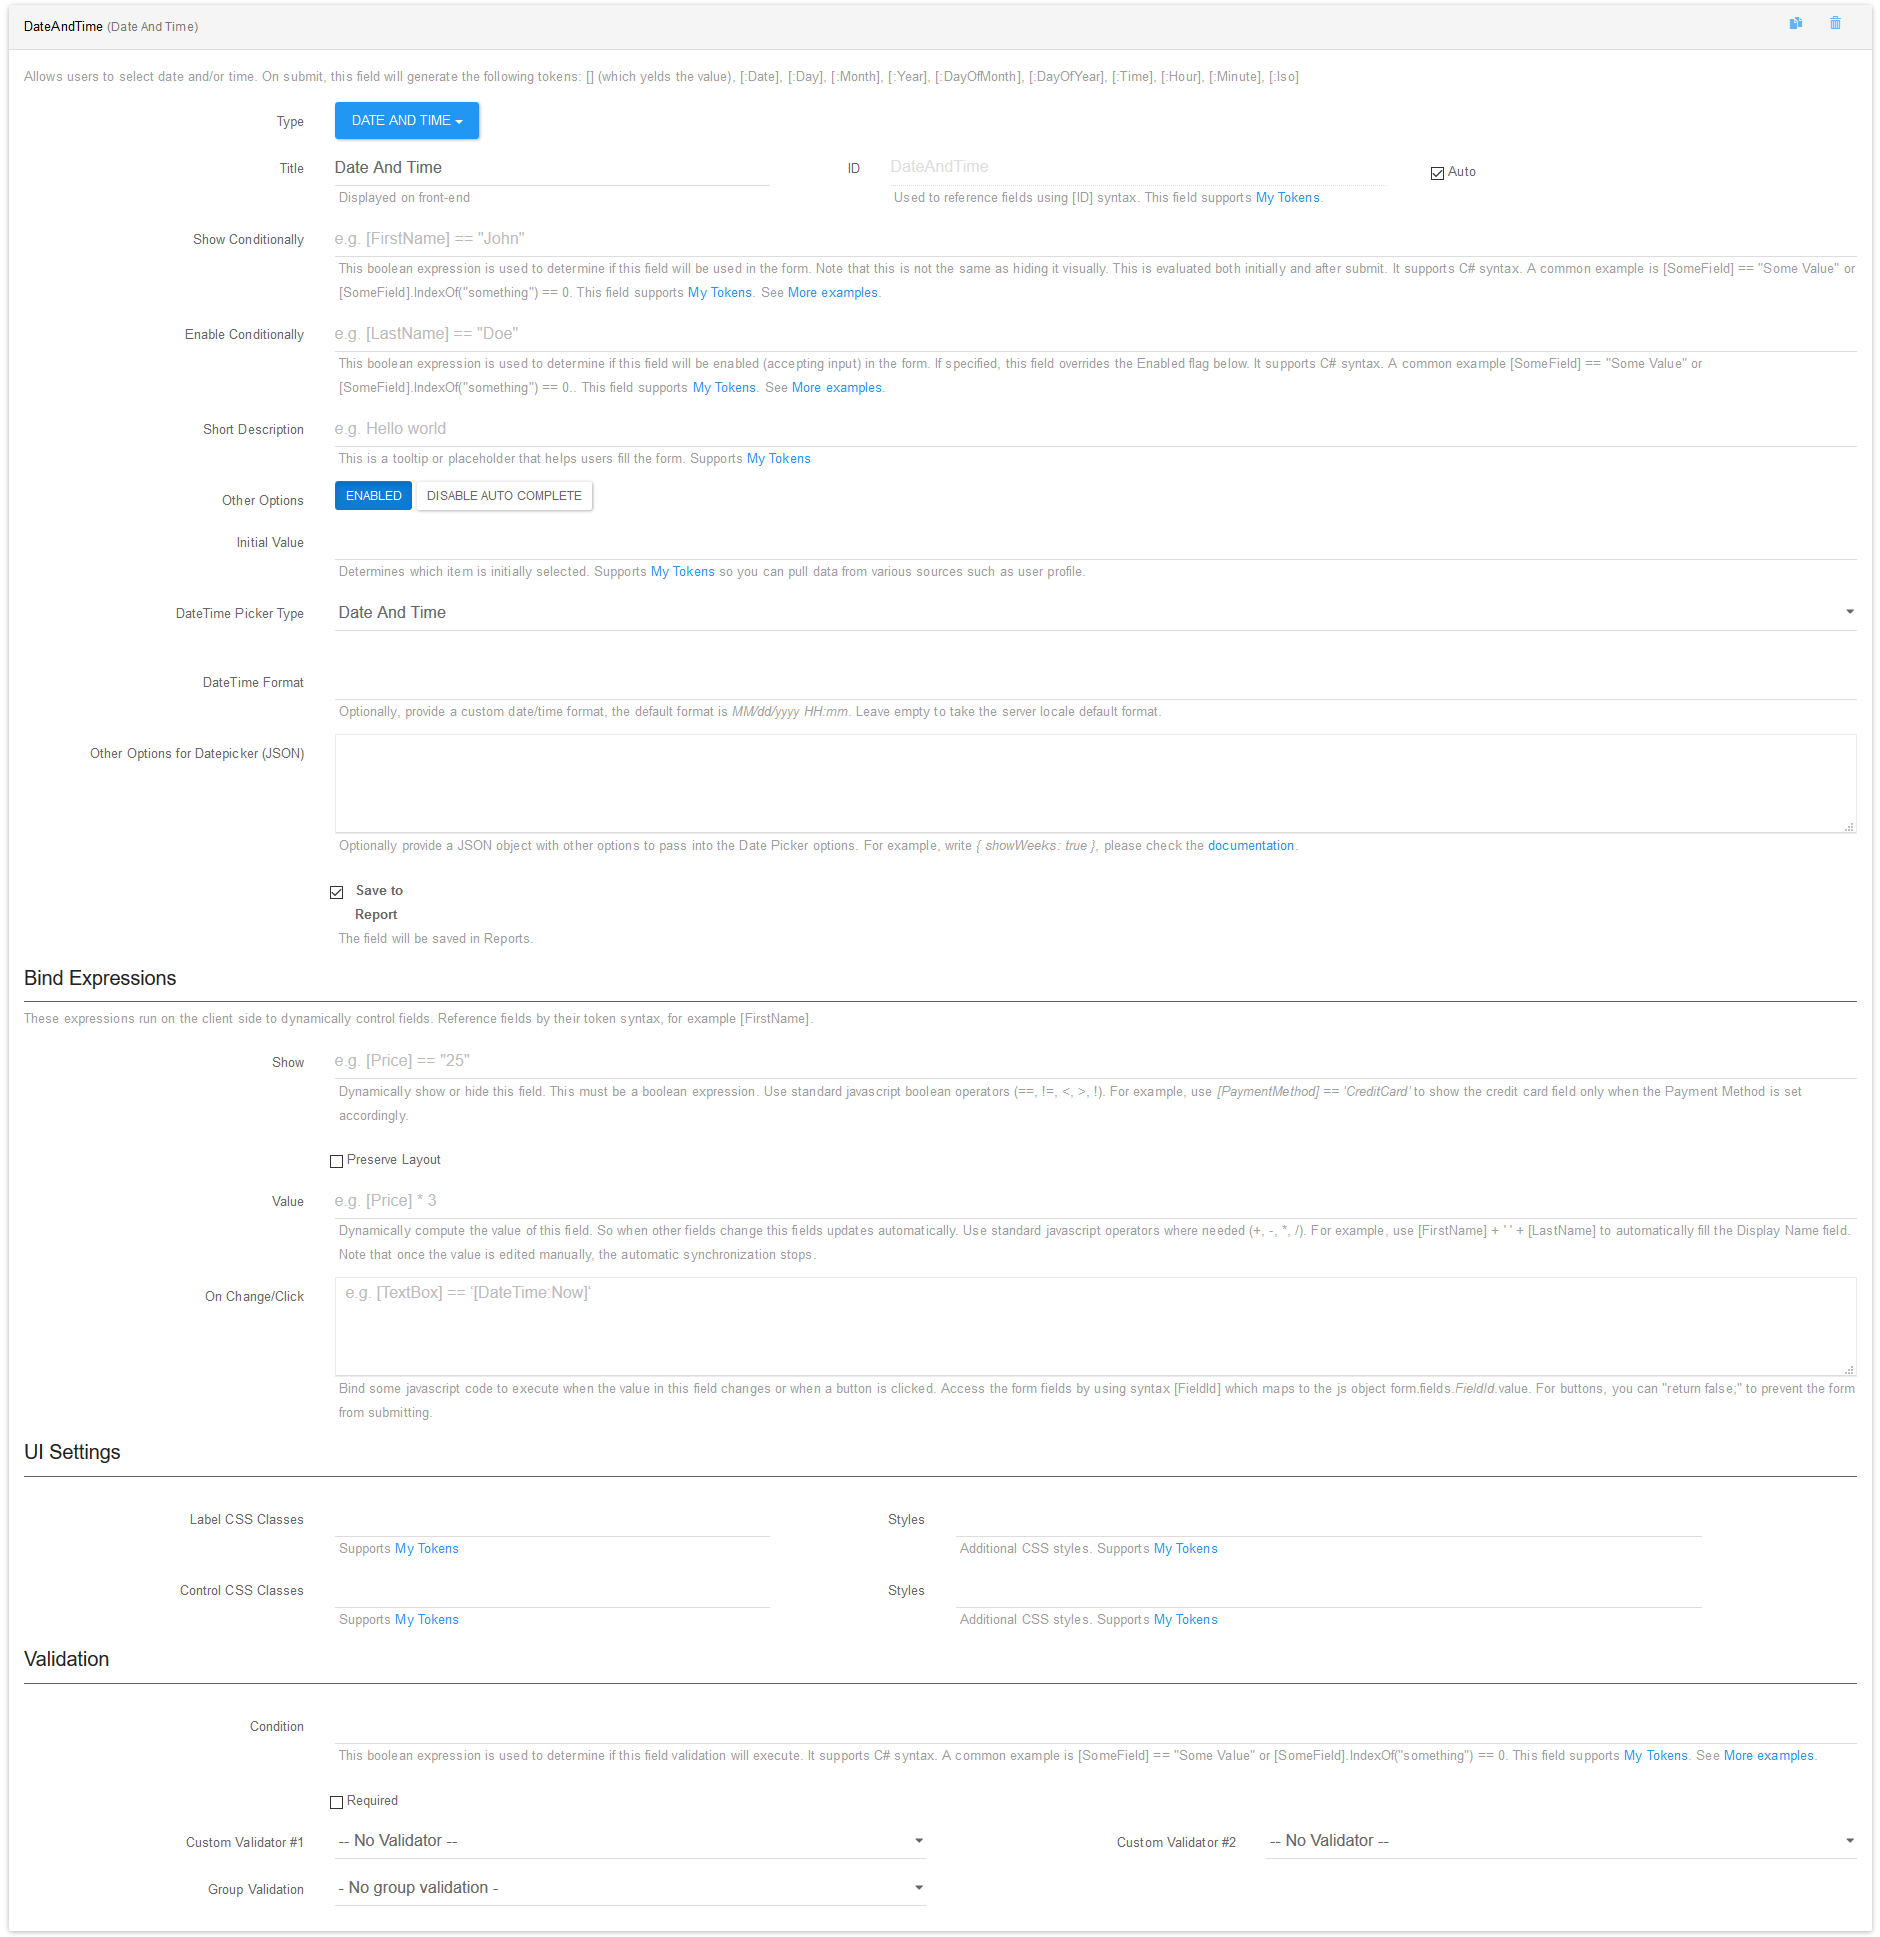 DateAndTime (Date And Time)
Allows users to select date and/or time. On submit, this field will generate the following tokens: [] (which yelds the value), [:Date], [:Day], [:Month], [:Year], [:DayOfMonth], [:DayOfYear], [:Time], [:Hour], [:Minute], [:Iso]
Type DATE AND TIME
Title Date And Time ID DateAndTime Auto
Displayed on front-end Used to reference fields using [ID] syntax. This field supports My Tokens.
Show Conditionally e.g. [FirstName] == "John"
This boolean expression is used to determine if this field will be used in the form. Note that this is not the same as hiding it visually. This is evaluated both initially and after submit. It supports C# syntax. A common example is [SomeField] == "Some Value" or
[SomeField].IndexOf("something") == 0. This field supports My Tokens. See More examples.
Enable Conditionally e.g. [LastName] == "Doe"
This boolean expression is used to determine if this field will be enabled (accepting input) in the form. If specified, this field overrides the Enabled flag below. It supports C# syntax. A common example [SomeField] == "Some Value" or
[SomeField].IndexOf("something") == 0.. This field supports My Tokens. See More examples.
Short Description e.g. Hello world
This is a tooltip or placeholder that helps users fill the form. Supports My Tokens
Other Options ENABLED DISABLE AUTO COMPLETE
Initial Value
Determines which item is initially selected. Supports My Tokens so you can pull data from various sources such as user profile.
DateTime Picker Type Date And Time
DateTime Format
Optionally, provide a custom date/time format, the default format is MM/dd/yyyy HH:mm. Leave empty to take the server locale default format.
Other Options for Datepicker (JSON)
Optionally provide a JSON object with other options to pass into the Date Picker options. For example, write { showWeeks: true }, please check the documentation.
Save to
Report
The field will be saved in Reports.
Bind Expressions
These expressions run on the client side to dynamically control fields. Reference fields by their token syntax, for example [FirstName].
Show e.g. [Price] == "25"
Dynamically show or hide this field. This must be a boolean expression. Use standard javascript boolean operators (==, !=, <, >, !). For example, use [PaymentMethod] == 'CreditCard' to show the credit card field only when the Payment Method is set
accordingly.
Preserve Layout
Value e.g. [Price] * 3
Dynamically compute the value of this field. So when other fields change this fields updates automatically. Use standard javascript operators where needed (+, -, *, /). For example, use [FirstName] + ' ' + [LastName] to automatically fill the Display Name field.
Note that once the value is edited manually, the automatic synchronization stops.
On Change/Click e.g. [TextBox] == '[DateTime:Now]'
Bind some javascript code to execute when the value in this field changes or when a button is clicked. Access the form fields by using syntax [FieldId] which maps to the js object form.fields.FieldId.value. For buttons, you can "return false;" to prevent the form
from submitting.
UI Settings
Label CSS Classes Styles
Supports My Tokens Additional CSS styles. Supports My Tokens
Control CSS Classes Styles
Supports My Tokens Additional CSS styles. Supports My Tokens
Validation
Condition
This boolean expression is used to determine if this field validation will execute. It supports C# syntax. A common example is [SomeField] == "Some Value" or [SomeField].IndexOf("something") == 0. This field supports My Tokens. See More examples.
Required
Custom Validator #1 -- No Validator -- Custom Validator #2 -- No Validator --
Group Validation - No group validation -